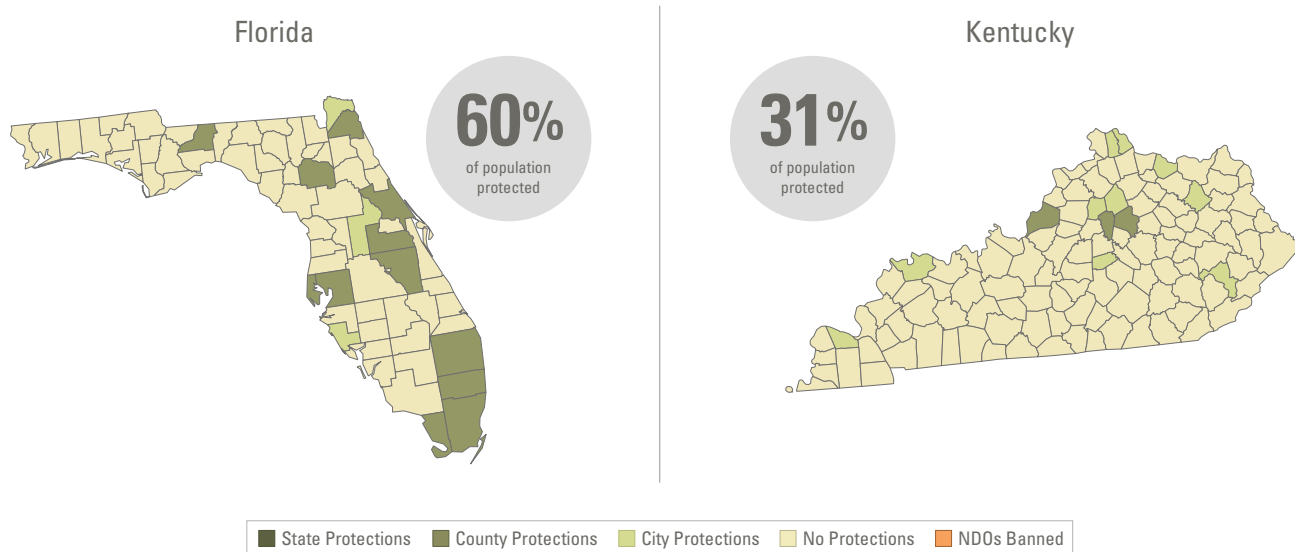 Florida
60%
of population
protected
Kentucky
31%
of population
protected
State Protections County Protections City Protections No Protections NDOs Banned